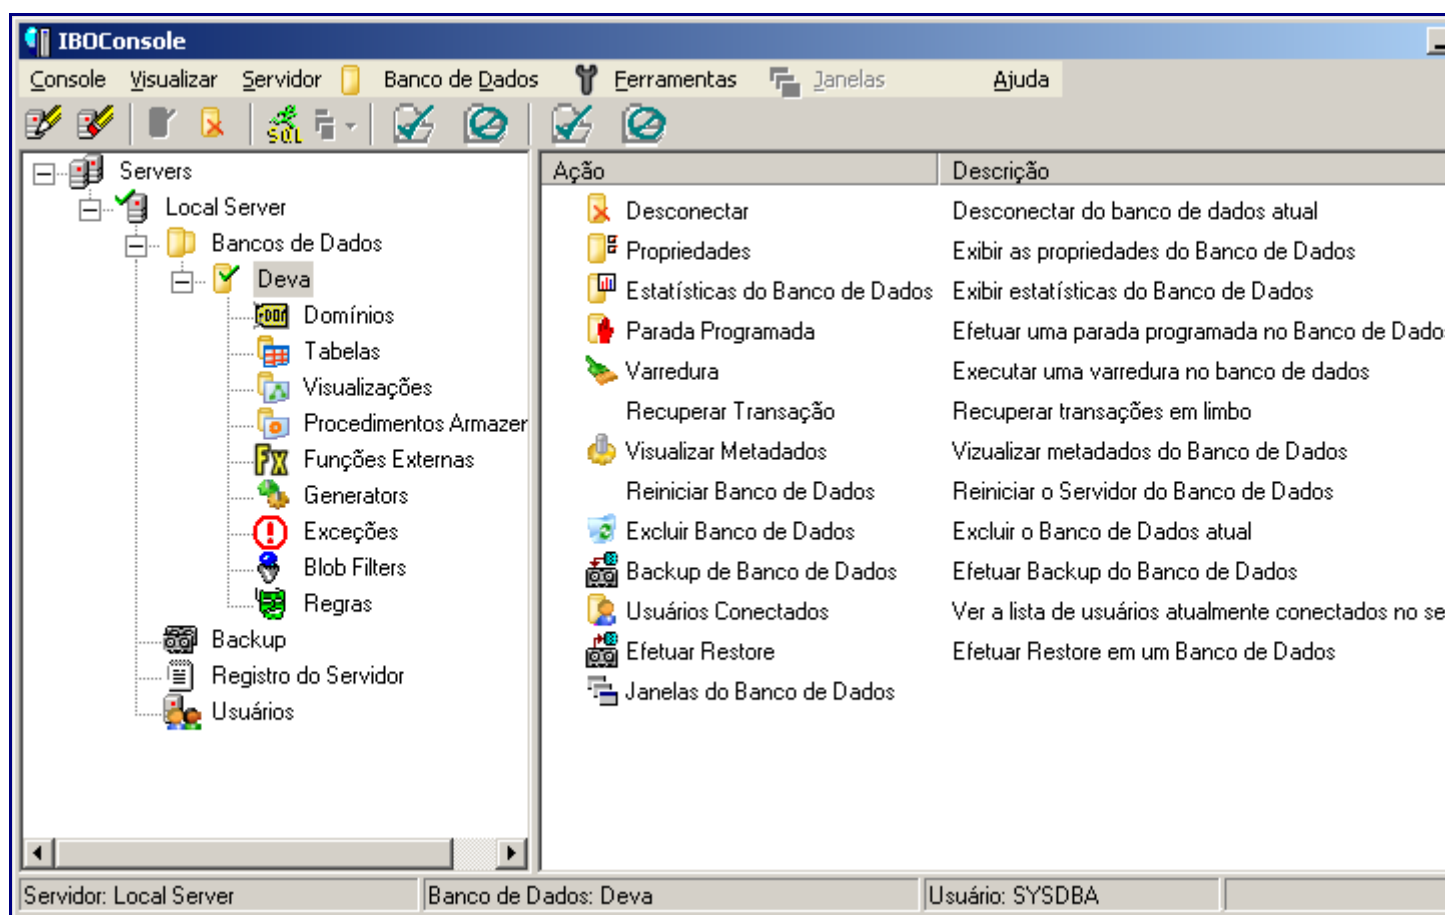 IBOConsole
Console Visualizar Servidor Banco de Dados Ferramentas Janelas Ajuda
SQL
Servers
Local Server
Bancos de Dados
Deva
Domínios
Tabelas
Visualizações
Procedimentos Armazer
Funções Externas
Generators
Exceções
Blob Filters
Regras
Backup
Registro do Servidor
Usuários
Ação Descrição
Desconectar Desconectar do banco de dados atual
Propriedades Exibir as propriedades do Banco de Dados
Estatísticas do Banco de Dados Exibir estatísticas do Banco de Dados
Parada Programada Efetuar uma parada programada no Banco de Dado
Varredura Executar uma varredura no banco de dados
Recuperar Transação Recuperar transações em limbo
Visualizar Metadados Vizualizar metadados do Banco de Dados
Reiniciar Banco de Dados Reiniciar o Servidor do Banco de Dados
Excluir Banco de Dados Excluir o Banco de Dados atual
Backup de Banco de Dados Efetuar Backup do Banco de Dados
Usuários Conectados Ver a lista de usuários atualmente conectados no se
Efetuar Restore Efetuar Restore em um Banco de Dados
Janelas do Banco de Dados
Servidor: Local Server Banco de Dados: Deva Usuário: SYSDBA